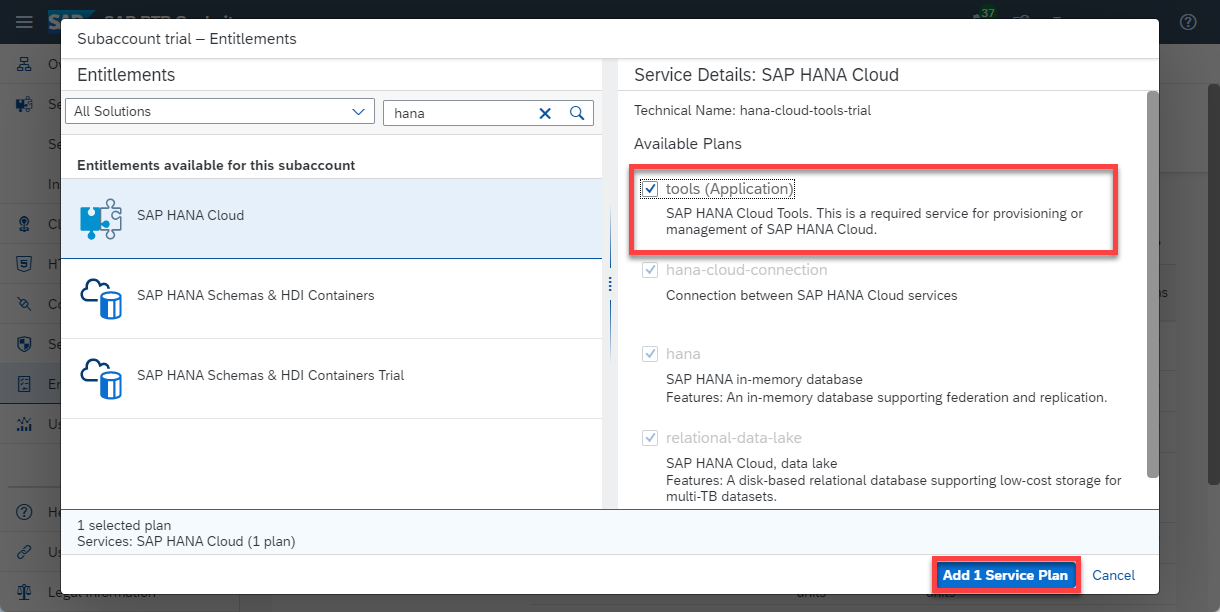 SAP
37
Subaccount trial – Entitlements
Entitlements
All Solutions
hana
Entitlements available for this subaccount
SAP HANA Cloud
SAP HANA Schemas & HDI Containers
SAP HANA Schemas & HDI Containers Trial
Service Details: SAP HANA Cloud
Technical Name: hana-cloud-tools-trial
Available Plans
tools (Application)
SAP HANA Cloud Tools. This is a required service for provisioning or
management of SAP HANA Cloud.
hana-cloud-connection
Connection between SAP HANA Cloud services
hana
SAP HANA in-memory database
Features: An in-memory database supporting federation and replication.
relational-data-lake
SAP HANA Cloud, data lake
Features: A disk-based relational database supporting low-cost storage for
multi-TB datasets.
1 selected plan
Services: SAP HANA Cloud (1 plan)
Add 1 Service Plan
Cancel
Legal Information
units
units